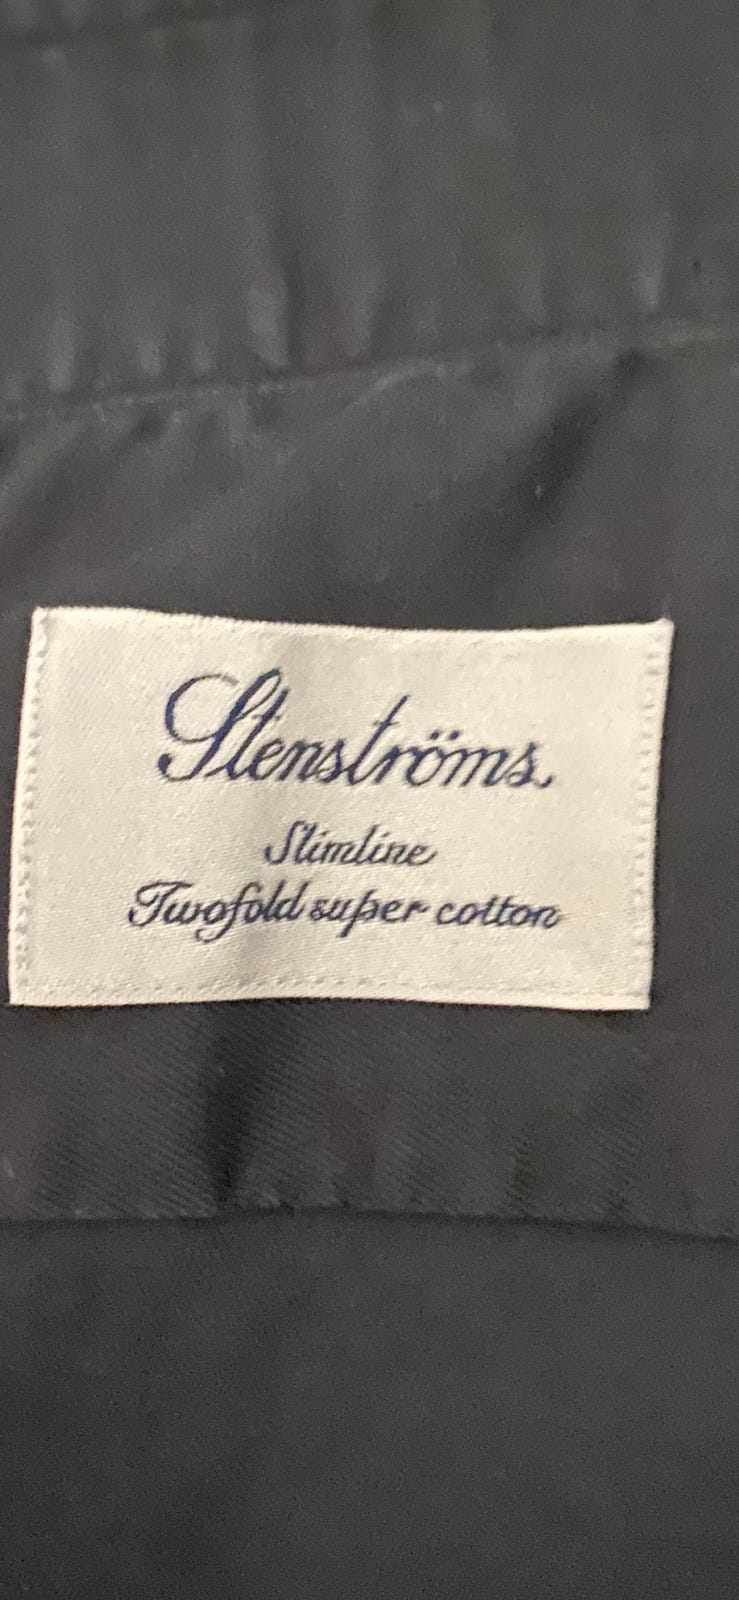 Stenströms
Slimline
Twofold super cotton